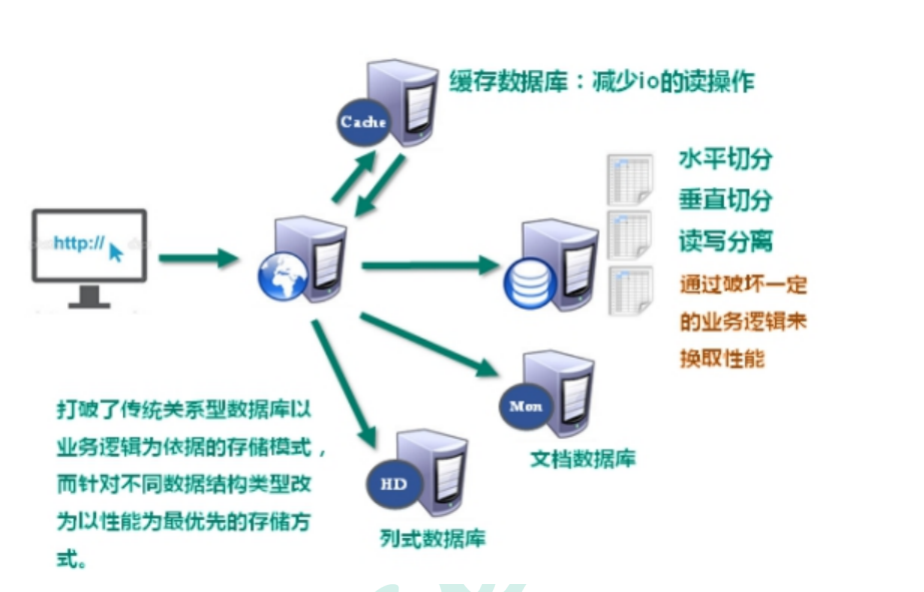 缓存数据库：减少io的读操作
Cache
水平切分
垂直切分
读写分离
http://
通过破坏一定
的业务逻辑来
换取性能
Mon
文档数据库
打破了传统关系型数据库以
业务逻辑为依据的存储模式，
而针对不同数据结构类型改
为以性能为最优先的存储方
式。
HD
列式数据库